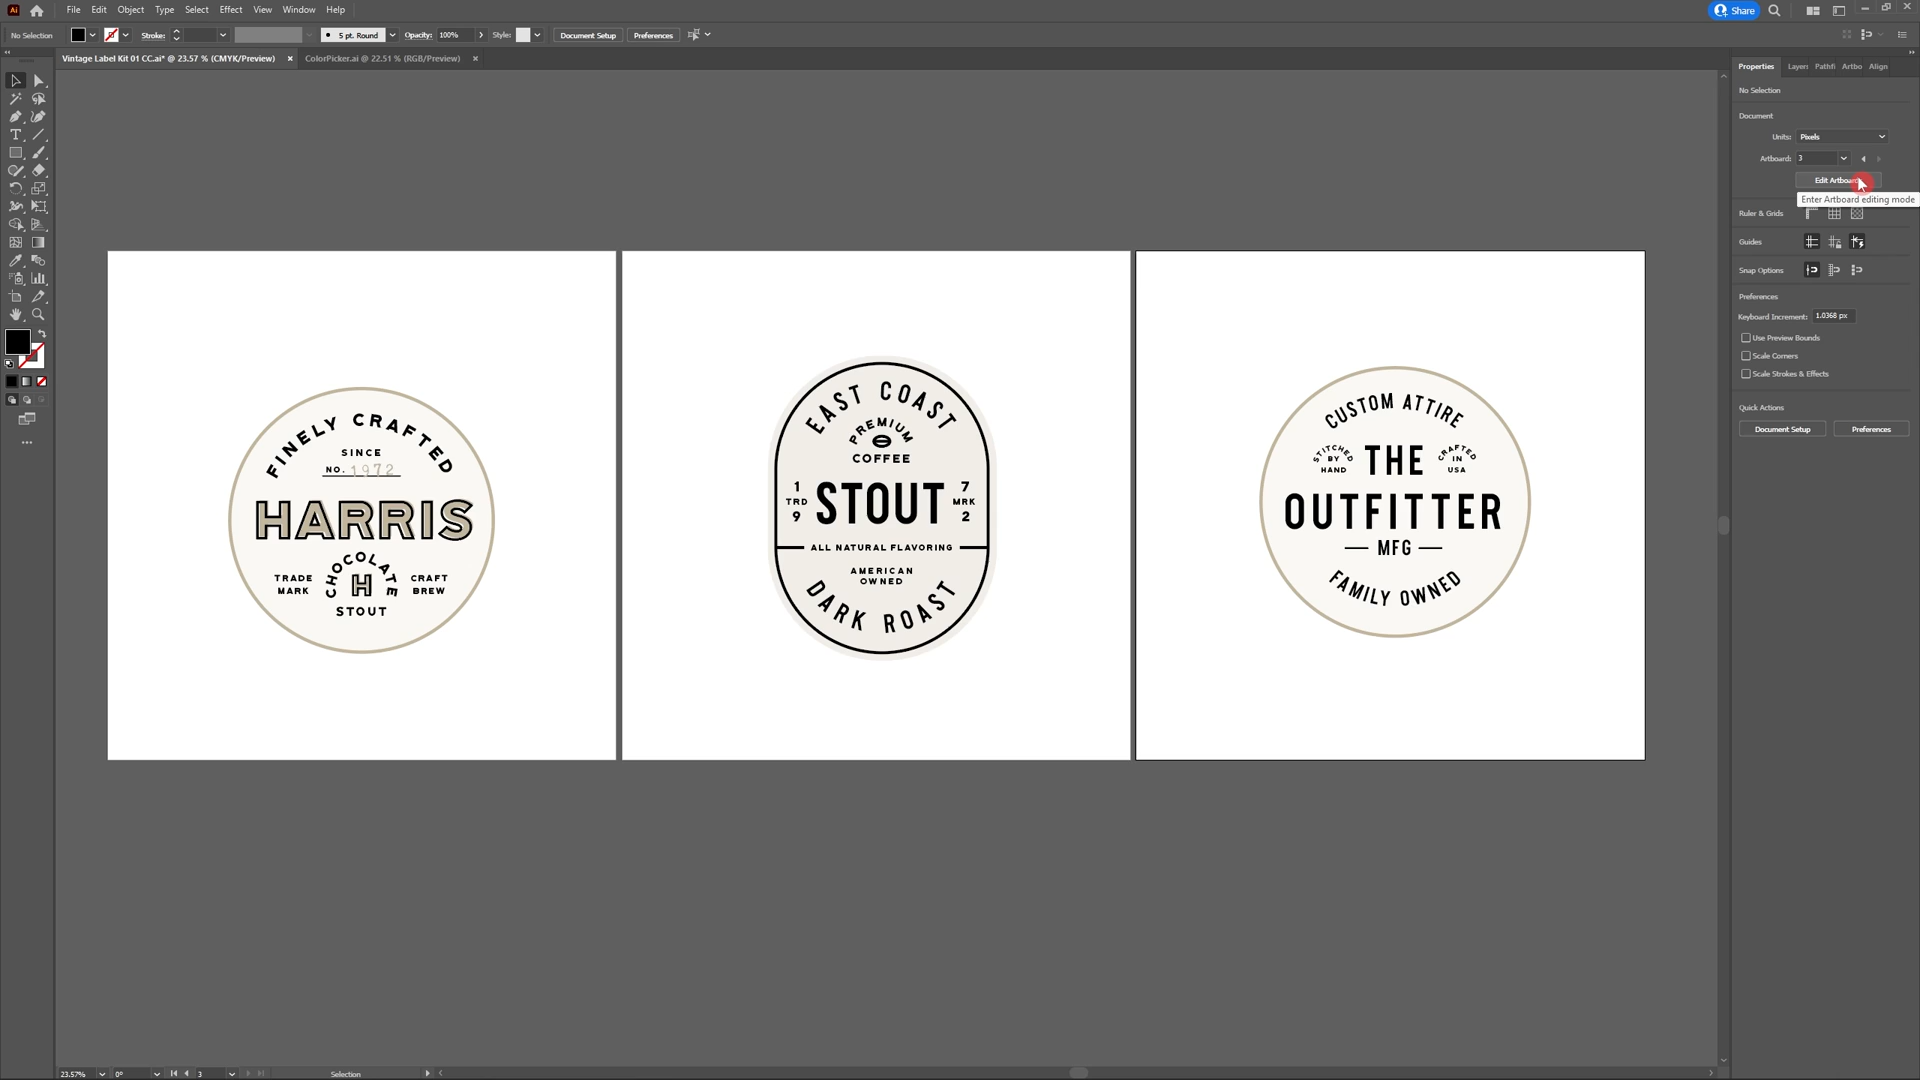 Ai File Edit Object Type Select Effect View Window Help Share
No Selection Stroke: 5 pt. Round Opacity: 100% Style: Document Setup Preferences
Vintage Label Kit 01 CC.ai* @ 23.57 % (CMYK/Preview) × ColorPicker.ai @ 22.51 % (RGB/Preview) ×
Properties Layers Pathfi Artbo Align
No Selection
Document
Units: Pixels
Artboard: 3
Edit Artboards
Enter Artboard editing mode
Ruler & Grids
Guides
Snap Options
Preferences
Keyboard Increment: 1.0368 px
Use Preview Bounds
Scale Corners
Scale Strokes & Effects
Quick Actions
Document Setup Preferences
FINELY CRAFTED
SINCE
NO. 1972
HARRIS
CHOCOLATE
TRADE
MARK
H
CRAFT
BREW
STOUT
EAST COAST
PREMIUM
COFFEE
1
TRD
9
STOUT
7
MRK
2
ALL NATURAL FLAVORING
AMERICAN
OWNED
DARK ROAST
CUSTOM ATTIRE
STITCHED
BY
HAND
THE
CRAFTED
IN
USA
OUTFITTER
MFG
FAMILY OWNED
23.57% 0° 3 Selection